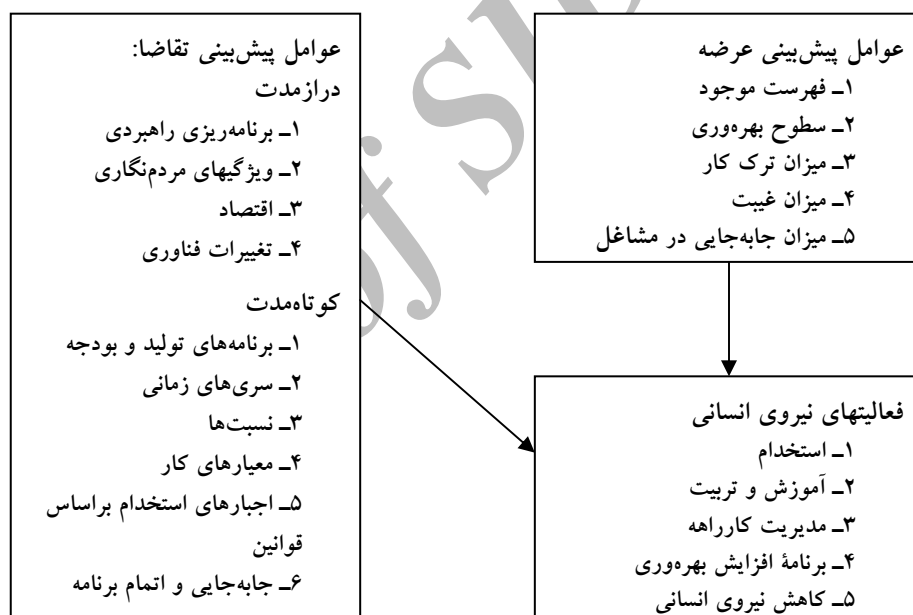 عوامل پیش‌بینی عرضه
۱ـ فهرست موجود
۲ـ سطوح بهره‌وری
۳ـ میزان ترک کار
۴ـ میزان غیبت
۵ـ میزان جابه‌جایی در مشاغل
عوامل پیش‌بینی تقاضا:
درازمدت
۱ـ برنامه‌ریزی راهبردی
۲ـ ویژگیهای مردم‌نگاری
۳ـ اقتصاد
۴ـ تغییرات فناوری
کوتاه‌مدت
۱ـ برنامه‌های تولید و بودجه
۲ـ سری‌های زمانی
۳ـ نسبت‌ها
۴ـ معیارهای کار
۵ـ اجبارهای استخدام براساس
قوانین
۶ـ جابه‌جایی و اتمام برنامه
فعالیتهای نیروی انسانی
۱ـ استخدام
۲ـ آموزش و تربیت
۳ـ مدیریت کارراهه
۴ـ برنامهٔ افزایش بهره‌وری
۵ـ کاهش نیروی انسانی
of